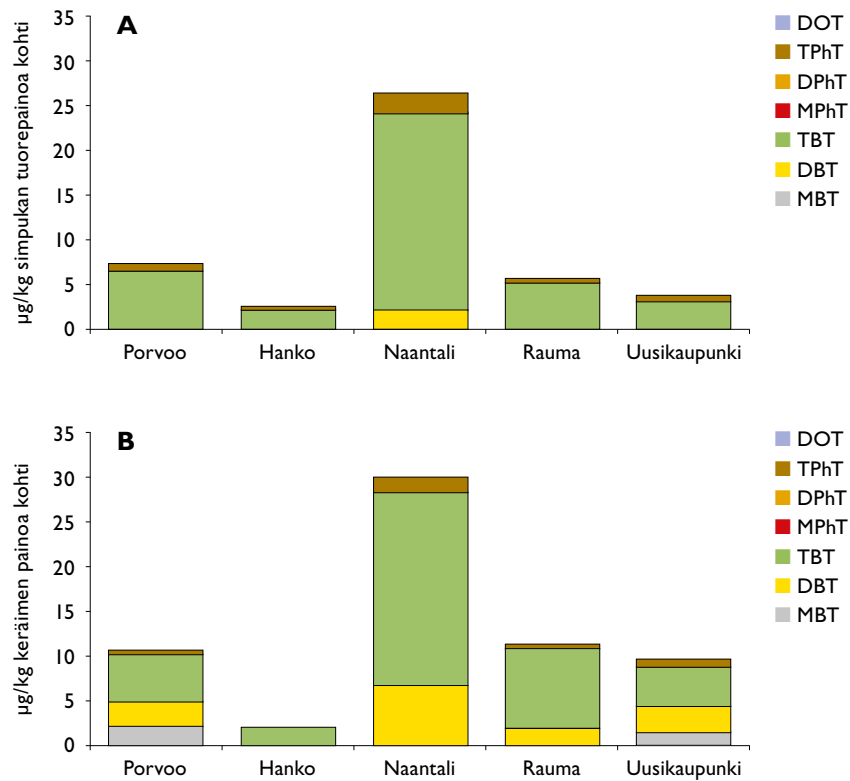 A
µg/kg simpukan tuorepainoa kohti
35
30
25
20
15
10
5
0
Porvoo Hanko Naantali Rauma Uusikaupunki
DOT
TPhT
DPhT
MPhT
TBT
DBT
MBT
B
µg/kg keräimen painoa kohti
35
30
25
20
15
10
5
0
Porvoo Hanko Naantali Rauma Uusikaupunki
DOT
TPhT
DPhT
MPhT
TBT
DBT
MBT